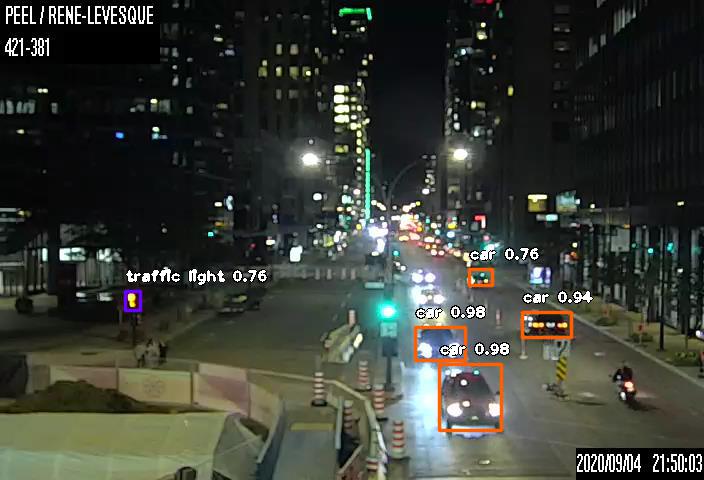 PEEL / RENE-LEVESQUE
421-381
car 0.76
traffic light 0.76
car 0.94
car 0.98
car 0.98
2020/09/04 21:50:03